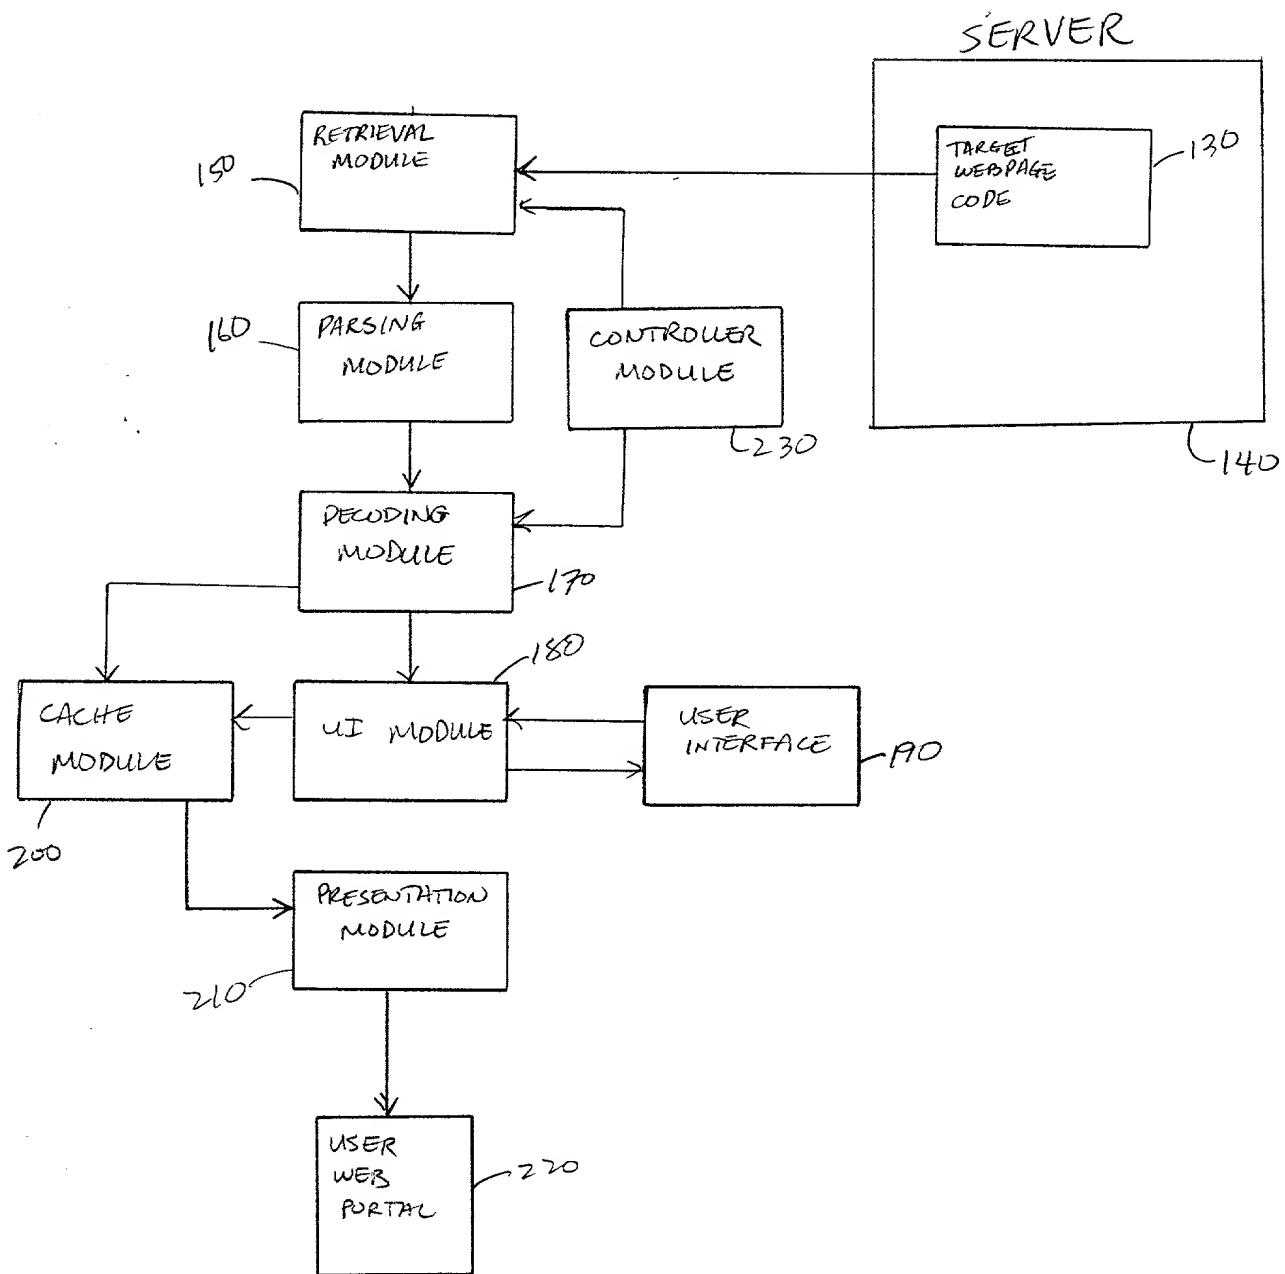 SERVER
RETRIEVAL
MODULE
150
TARGET
WEBPAGE
CODE
130
160
PARSING
MODULE
CONTROLLER
MODULE
230
140
DECODING
MODULE
170
180
CACHE
MODULE
UI MODULE
USER
INTERFACE
190
200
PRESENTATION
MODULE
210
USER
WEB
PORTAL
220